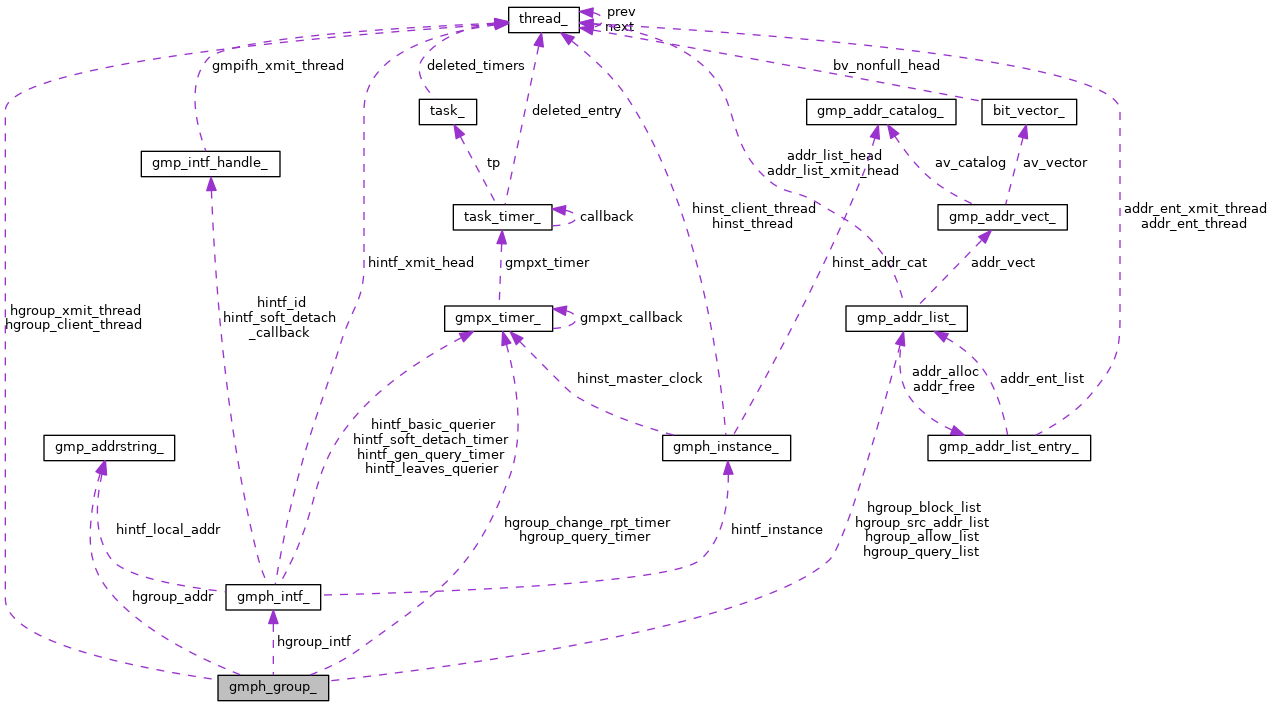 thread_
prev
next
gmpifh_xmit_thread
deleted_timers
bv_nonfull_head
task_
deleted_entry
gmp_addr_catalog_
bit_vector_
gmp_intf_handle_
tp
addr_list_head
addr_list_xmit_head
av_catalog
av_vector
task_timer_
callback
hinst_client_thread
hinst_thread
gmp_addr_vect_
addr_ent_xmit_thread
addr_ent_thread
hintf_xmit_head
gmpxt_timer
hinst_addr_cat
addr_vect
hgroup_xmit_thread
hgroup_client_thread
hintf_id
hintf_soft_detach
_callback
gmpx_timer_
gmpxt_callback
gmp_addr_list_
hinst_master_clock
addr_alloc
addr_free
addr_ent_list
hintf_basic_querier
hintf_soft_detach_timer
hintf_gen_query_timer
hintf_leaves_querier
gmp_addrstring_
gmph_instance_
gmp_addr_list_entry_
hintf_local_addr
hgroup_change_rpt_timer
hgroup_query_timer
hintf_instance
hgroup_block_list
hgroup_src_addr_list
hgroup_allow_list
hgroup_query_list
hgroup_addr
gmph_intf_
hgroup_intf
gmph_group_